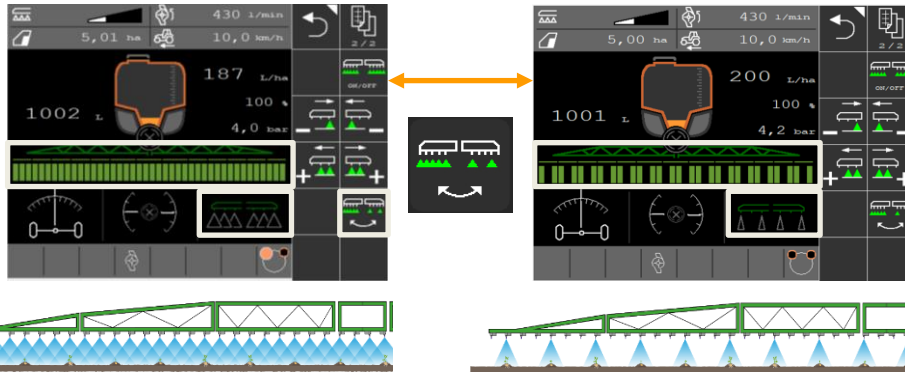 430 1/min
2/2
5,01 ha
10,0 km/h
187 L/ha
ON/OFF
1002 L
100 %
4,0 bar
430 1/min
2/2
5,00 ha
10,0 km/h
200 L/ha
ON/OFF
1001 L
100 %
4,2 bar